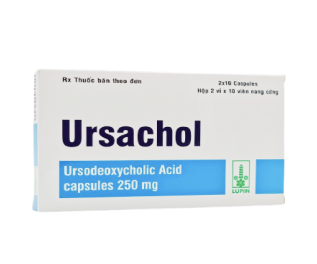 Rx Thuốc bán theo đơn
2x10 Capsules
Hộp 2 vỉ x 10 viên nang cứng
Ursachol
Ursodeoxycholic Acid
capsules 250 mg
LUPIN